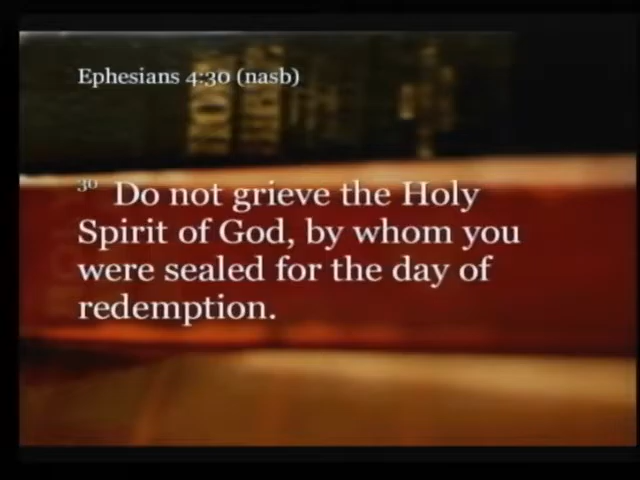 Ephesians 4:30 (nasb)
30 Do not grieve the Holy
Spirit of God, by whom you
were sealed for the day of
redemption.